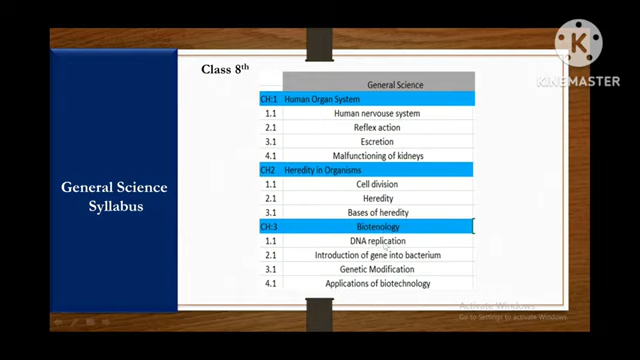 K
KINEMASTER
Class 8th
General Science
Syllabus
General Science
CH:1 Human Organ System
1.1 Human nervouse system
2.1 Reflex action
3.1 Escretion
4.1 Malfunctioning of kidneys
CH2 Heredity in Organisms
1.1 Cell division
2.1 Heredity
3.1 Bases of heredity
CH:3 Biotenology
1.1 DNA replication
2.1 Introduction of gene into bacterium
3.1 Genetic Modification
4.1 Applications of biotechnology
Activate Windows
Go to Settings to activate Windows.